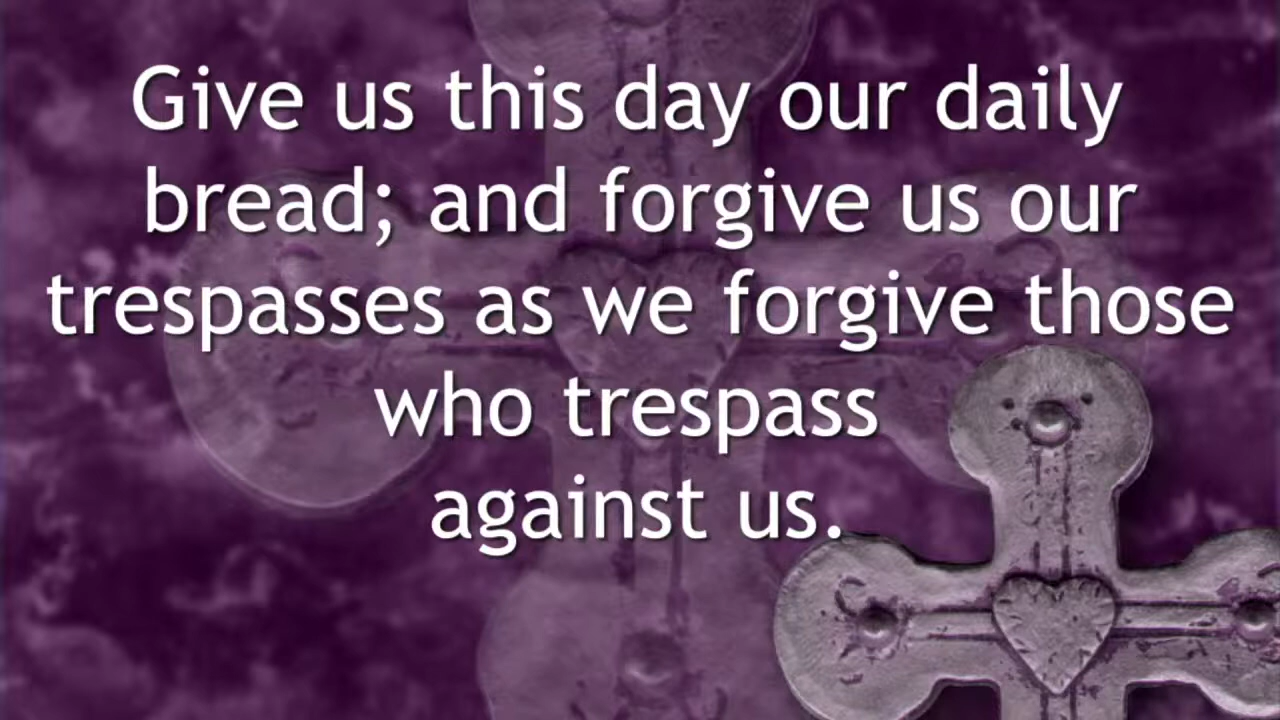 Give us this day our daily
bread; and forgive us our
trespasses as we forgive those
who trespass
against us.